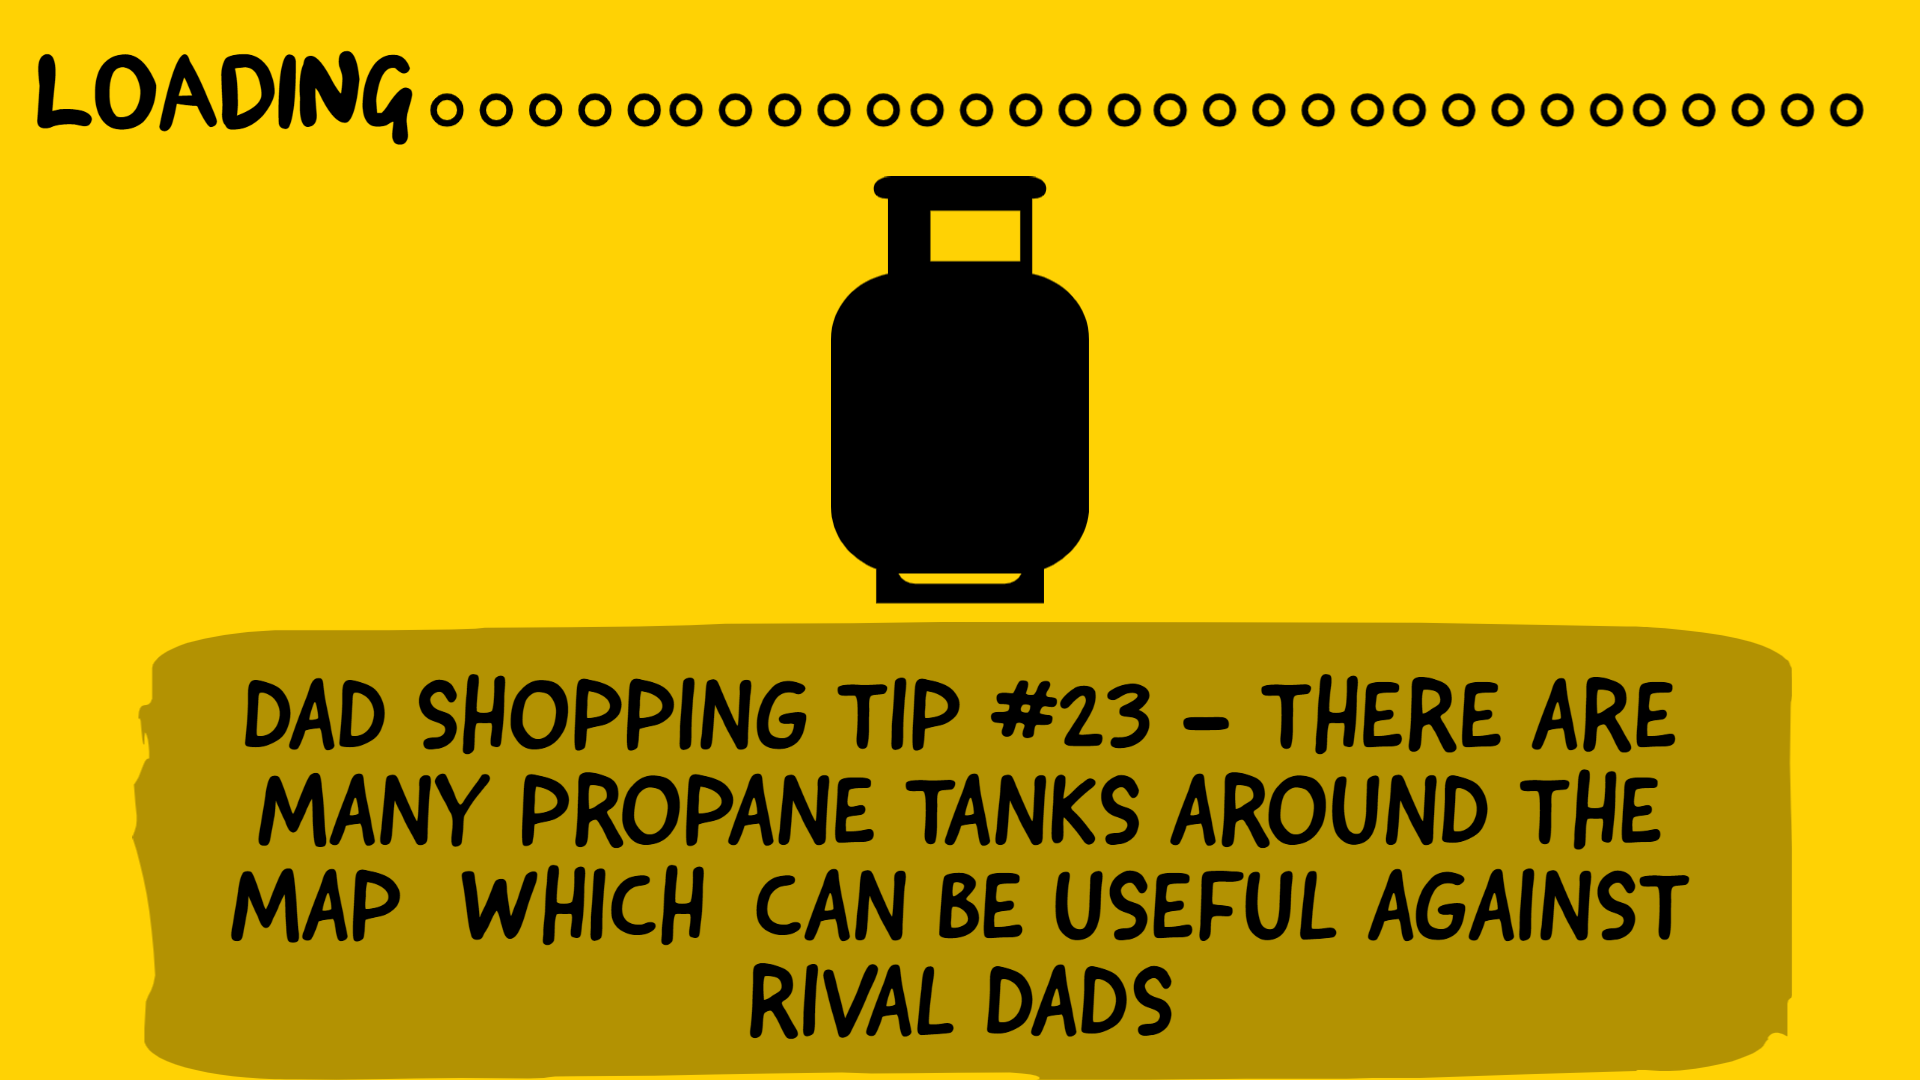 LOADING..............................
DAD SHOPPING TIP #23 – THERE ARE
MANY PROPANE TANKS AROUND THE
MAP WHICH CAN BE USEFUL AGAINST
RIVAL DADS